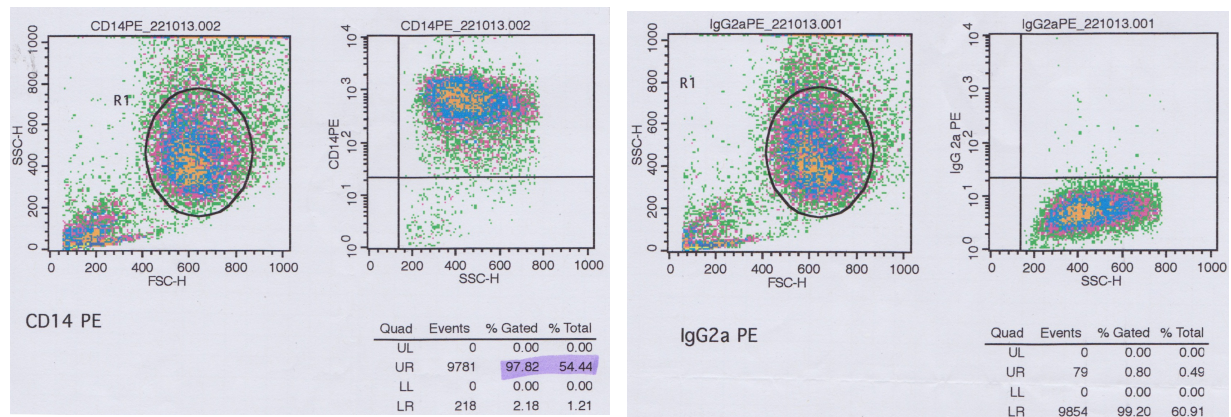 CD14PE_221013.002
1000
800
600
400
200
0
SSC-H
R1
0 200 400 600 800 1000
FSC-H
CD14PE_221013.002
10^4
10^3
10^2
10^1
10^0
CD14PE
0 200 400 600 800 1000
SSC-H
CD14 PE
Quad Events % Gated % Total
UL 0 0.00 0.00
UR 9781 97.82 54.44
LL 0 0.00 0.00
LR 218 2.18 1.21
IgG2aPE_221013.001
1000
800
600
400
200
0
SSC-H
R1
0 200 400 600 800 1000
FSC-H
IgG2aPE_221013.001
10^4
10^3
10^2
10^1
10^0
IgG 2a PE
0 200 400 600 800 1000
SSC-H
IgG2a PE
Quad Events % Gated % Total
UL 0 0.00 0.00
UR 79 0.80 0.49
LL 0 0.00 0.00
LR 9854 99.20 60.91